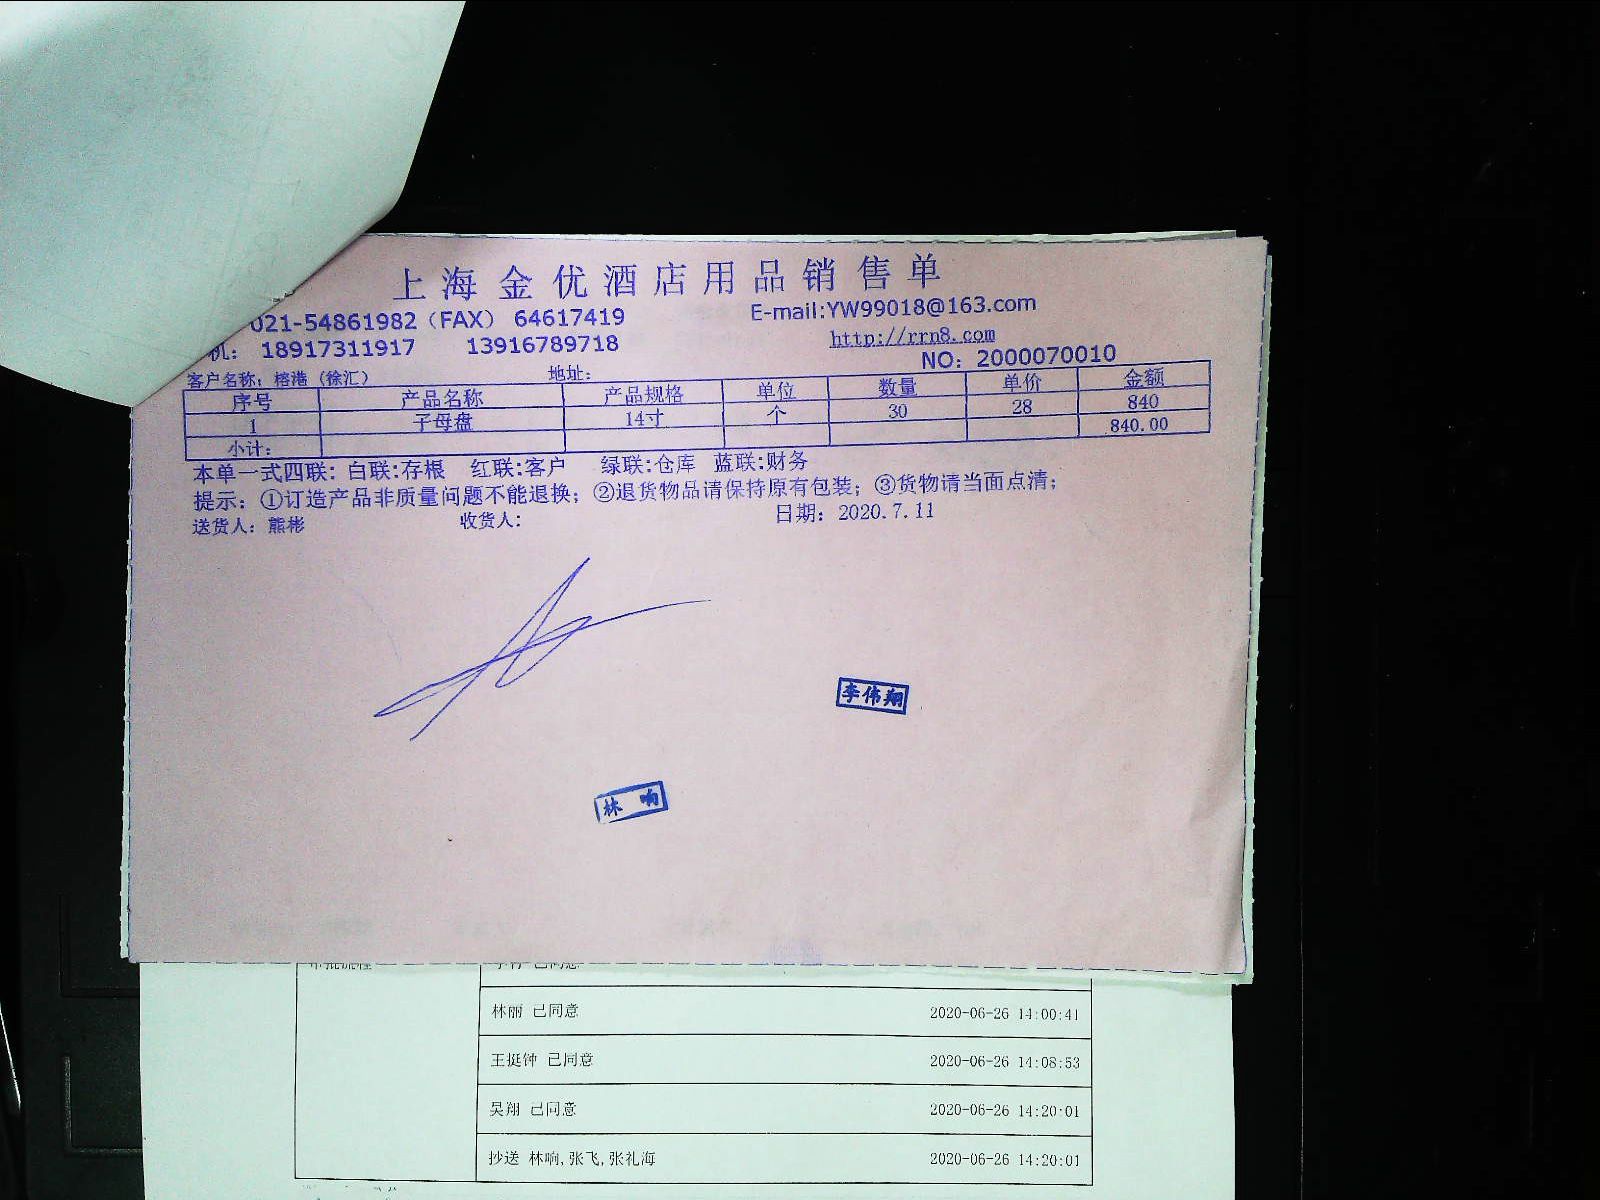 上海金优酒店用品销售单
021-54861982（FAX） 64617419 E-mail:YW99018@163.com
机： 18917311917 13916789718 http://rrn8.com
NO：2000070010
客户名称：榕港（徐汇） 地址：
序号 产品名称 产品规格 单位 数量 单价 金额
1 子母盘 14寸 个 30 28 840
小计： 840.00
本单一式四联：白联:存根 红联:客户 绿联:仓库 蓝联:财务
提示：①订造产品非质量问题不能退换；②退货物品请保持原有包装；③货物请当面点清；
送货人：熊彬 收货人： 日期：2020.7.11
李伟翔
林响
林丽 已同意 2020-06-26 14:00:41
王挺钟 已同意 2020-06-26 14:08:53
吴翔 已同意 2020-06-26 14:20:01
抄送 林响,张飞,张礼海 2020-06-26 14:20:01